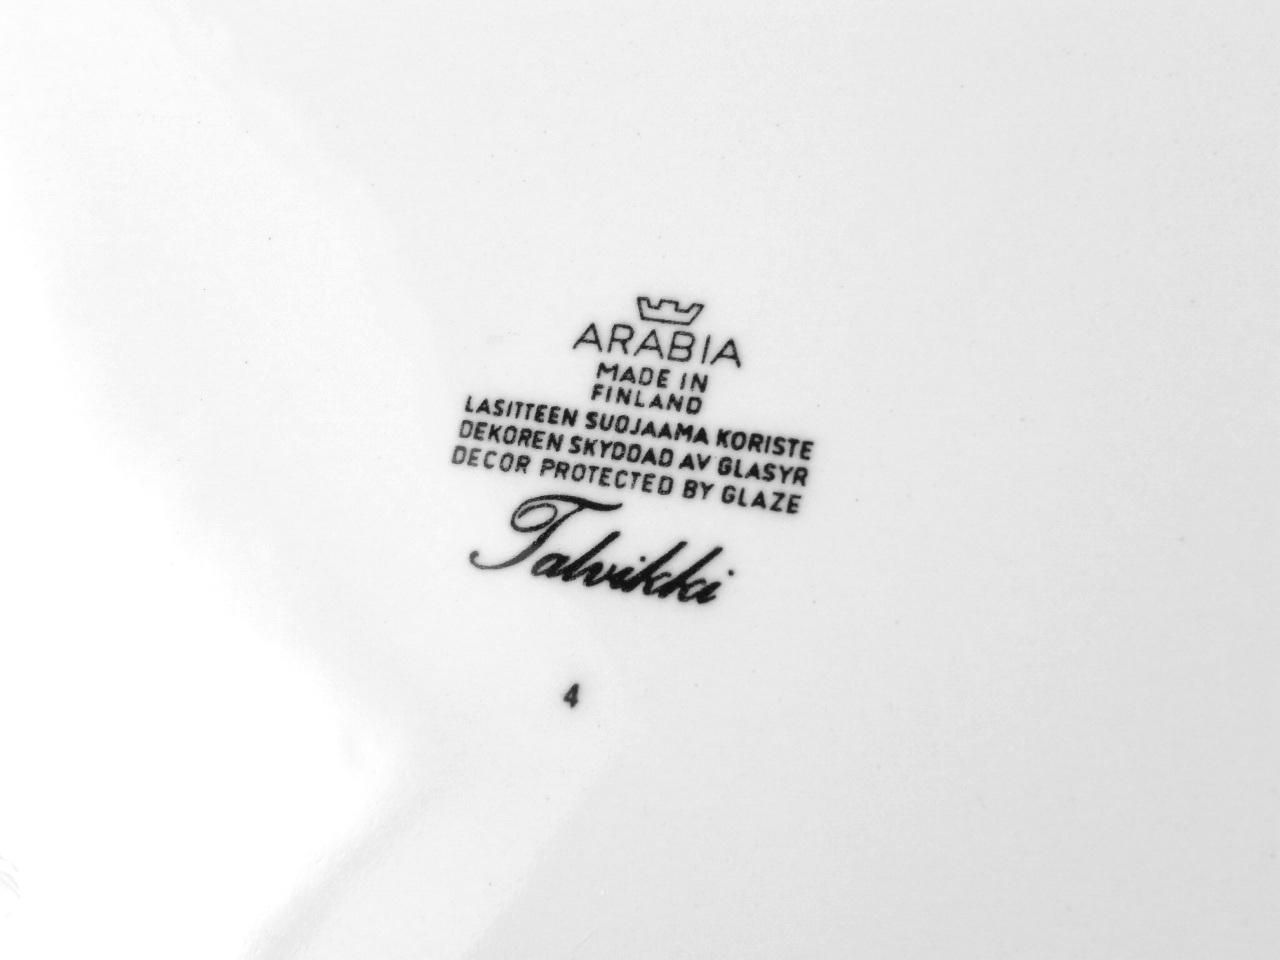 ARABIA
MADE IN
FINLAND
LASITTEEN SUOJAAMA KORISTE
DEKOREN SKYDDAD AV GLASYR
DECOR PROTECTED BY GLAZE
Talvikki
4